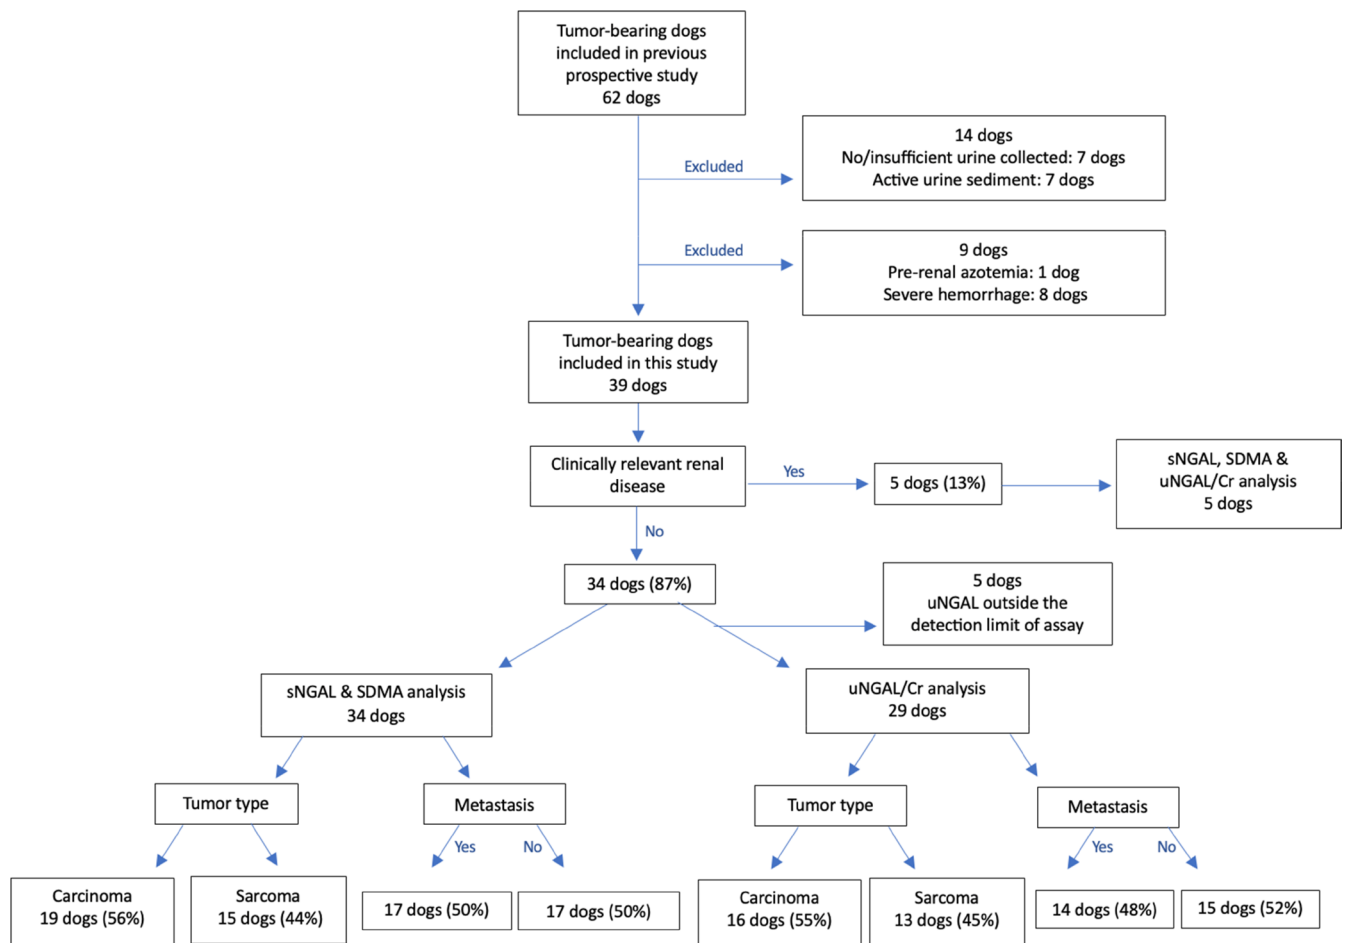 Tumor-bearing dogs
included in previous
prospective study
62 dogs
Excluded
14 dogs
No/insufficient urine collected: 7 dogs
Active urine sediment: 7 dogs
Excluded
9 dogs
Pre-renal azotemia: 1 dog
Severe hemorrhage: 8 dogs
Tumor-bearing dogs
included in this study
39 dogs
Clinically relevant renal
disease
Yes
5 dogs (13%)
sNGAL, SDMA &
uNGAL/Cr analysis
5 dogs
No
34 dogs (87%)
5 dogs
uNGAL outside the
detection limit of assay
sNGAL & SDMA analysis
34 dogs
uNGAL/Cr analysis
29 dogs
Tumor type
Metastasis
Tumor type
Metastasis
Yes
No
Yes
No
Carcinoma
19 dogs (56%)
Sarcoma
15 dogs (44%)
17 dogs (50%)
17 dogs (50%)
Carcinoma
16 dogs (55%)
Sarcoma
13 dogs (45%)
14 dogs (48%)
15 dogs (52%)